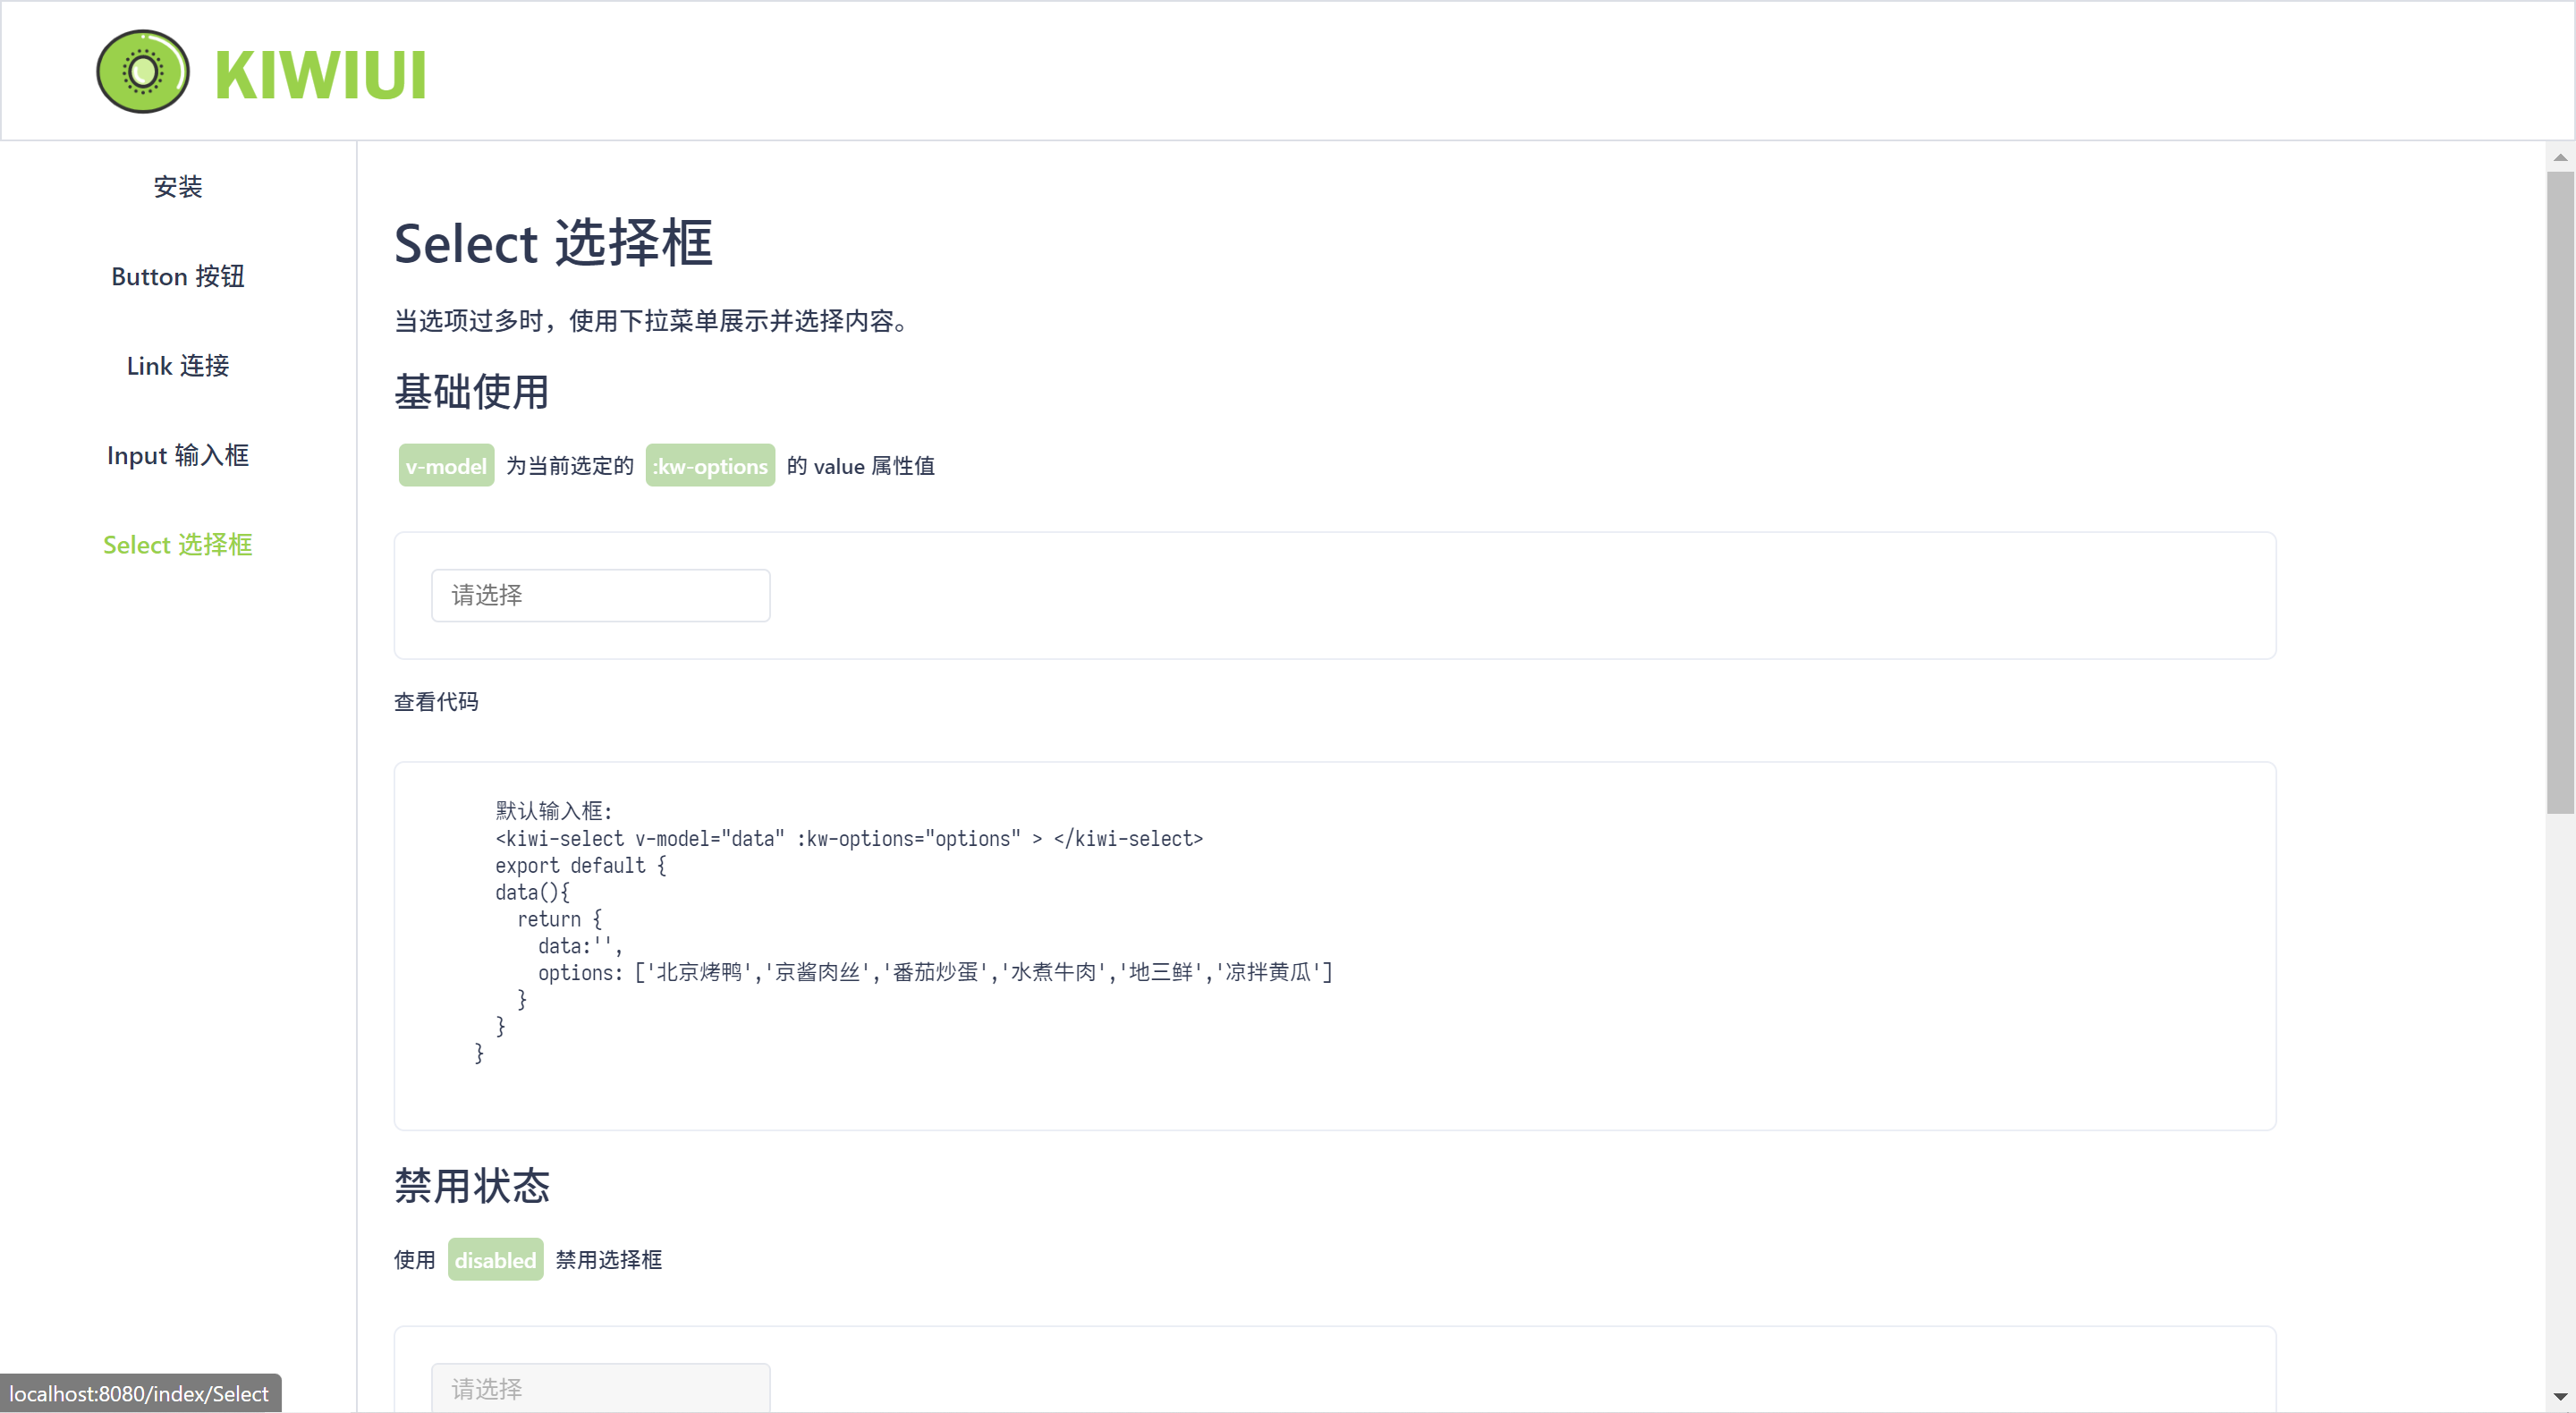 KIWIUI
安装
Button 按钮
Link 连接
Input 输入框
Select 选择框
Select 选择框
当选项过多时，使用下拉菜单展示并选择内容。
基础使用
v-model 为当前选定的 :kw-options 的 value 属性值
请选择
查看代码
默认输入框:
<kiwi-select v-model="data" :kw-options="options" > </kiwi-select>
export default {
data(){
return {
data:'',
options: ['北京烤鸭','京酱肉丝','番茄炒蛋','水煮牛肉','地三鲜','凉拌黄瓜']
}
}
}
禁用状态
使用 disabled 禁用选择框
请选择
localhost:8080/index/Select